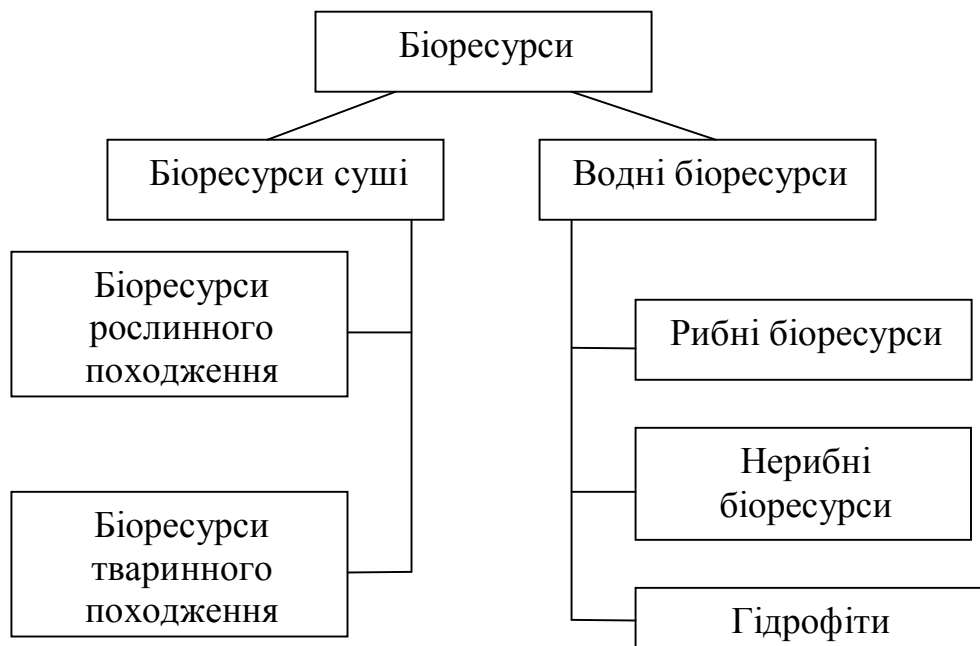 Біоресурси
Біоресурси суші
Водні біоресурси
Біоресурси
рослинного
походження
Біоресурси
тваринного
походження
Рибні біоресурси
Нерибні
біоресурси
Гідрофіти